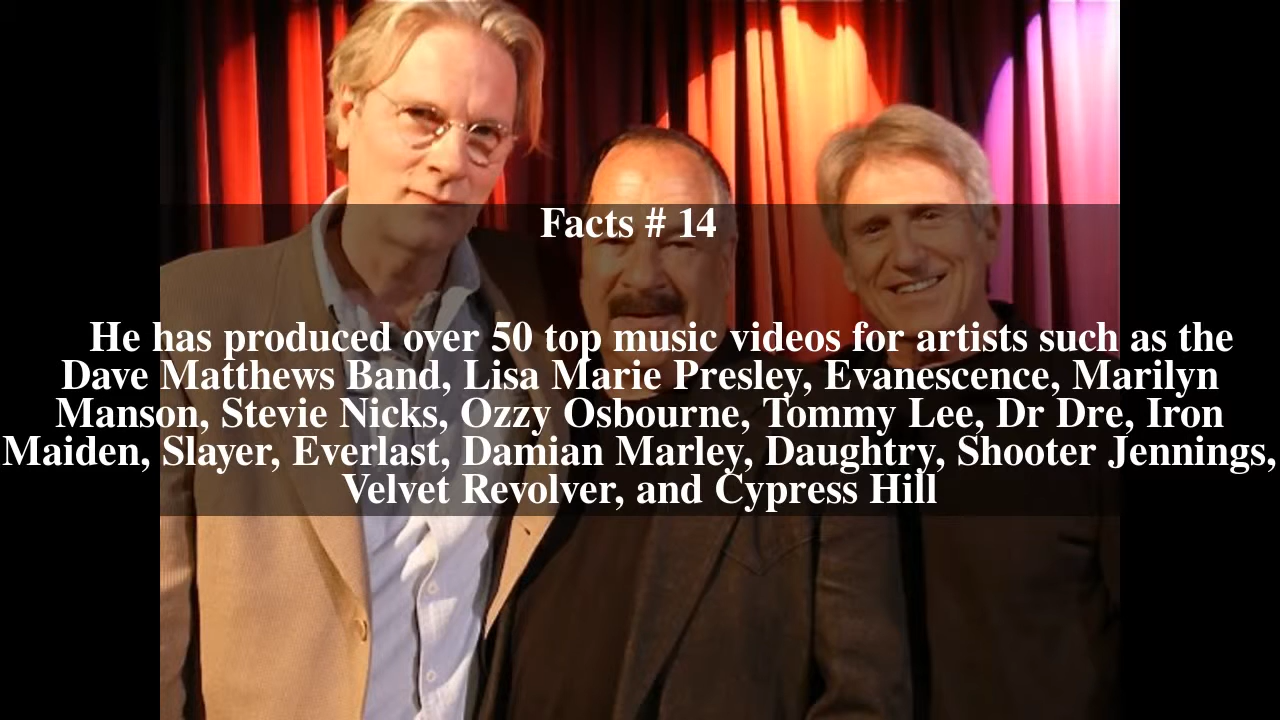 Facts # 14
He has produced over 50 top music videos for artists such as the
Dave Matthews Band, Lisa Marie Presley, Evanescence, Marilyn
Manson, Stevie Nicks, Ozzy Osbourne, Tommy Lee, Dr Dre, Iron
Maiden, Slayer, Everlast, Damian Marley, Daughtry, Shooter Jennings,
Velvet Revolver, and Cypress Hill